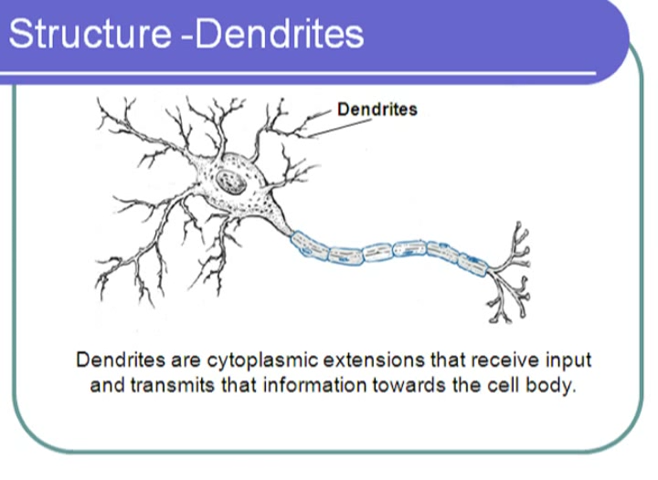 Structure -Dendrites
Dendrites
Dendrites are cytoplasmic extensions that receive input
and transmits that information towards the cell body.